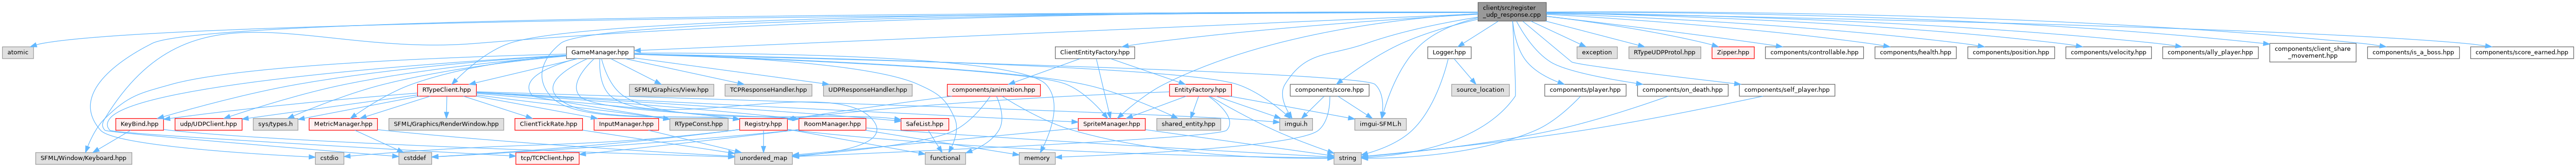 client/src/register
_udp_response.cpp
atomic
GameManager.hpp
ClientEntityFactory.hpp
Logger.hpp
exception
RTypeUDPProtol.hpp
Zipper.hpp
components/controllable.hpp
components/health.hpp
components/position.hpp
components/velocity.hpp
components/ally_player.hpp
components/client_share
_movement.hpp
components/is_a_boss.hpp
components/score_earned.hpp
RTypeClient.hpp
SFML/Graphics/View.hpp
TCPResponseHandler.hpp
UDPResponseHandler.hpp
components/animation.hpp
EntityFactory.hpp
components/score.hpp
source_location
components/player.hpp
components/on_death.hpp
components/self_player.hpp
KeyBind.hpp
udp/UDPClient.hpp
sys/types.h
MetricManager.hpp
SFML/Graphics/RenderWindow.hpp
ClientTickRate.hpp
InputManager.hpp
RTypeConst.hpp
Registry.hpp
RoomManager.hpp
SafeList.hpp
SpriteManager.hpp
shared_entity.hpp
imgui.h
imgui-SFML.h
SFML/Window/Keyboard.hpp
cstdio
cstddef
tcp/TCPClient.hpp
unordered_map
functional
memory
string